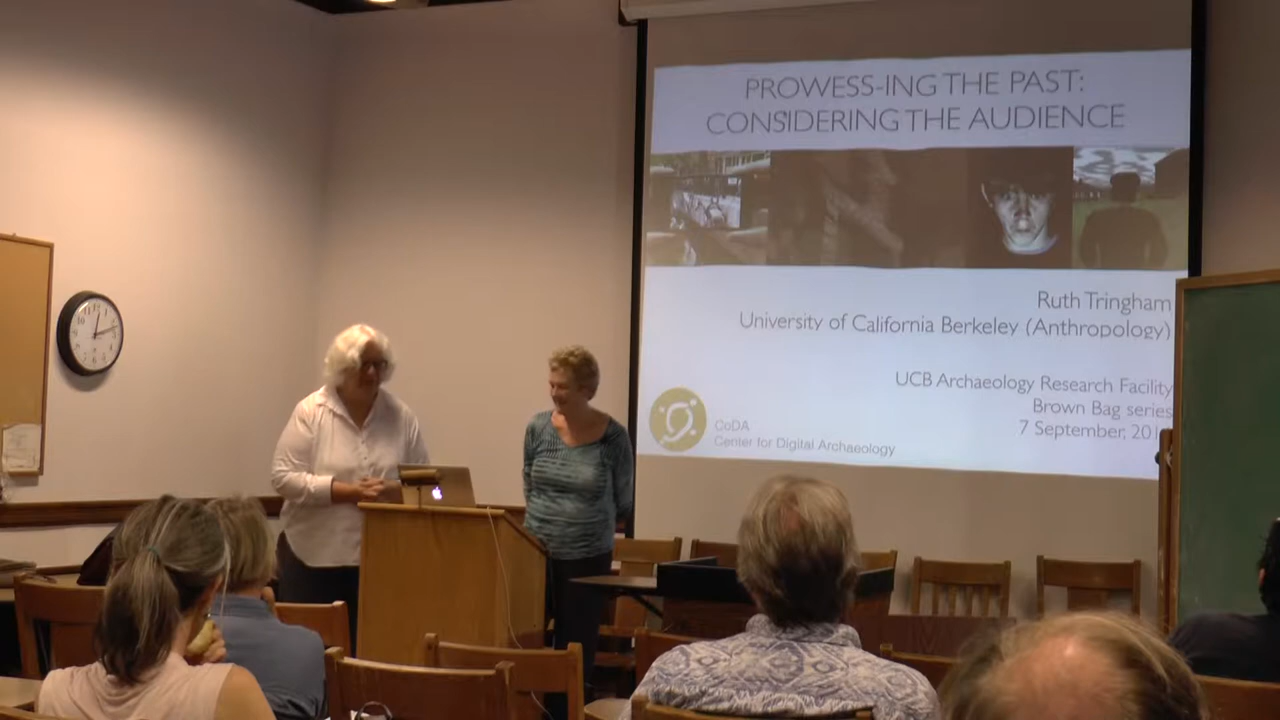 PROWESS-ING THE PAST:
CONSIDERING THE AUDIENCE
Ruth Tringham
University of California Berkeley (Anthropology)
UCB Archaeology Research Facility
Brown Bag series
7 September, 201
CoDA
Center for Digital Archaeology